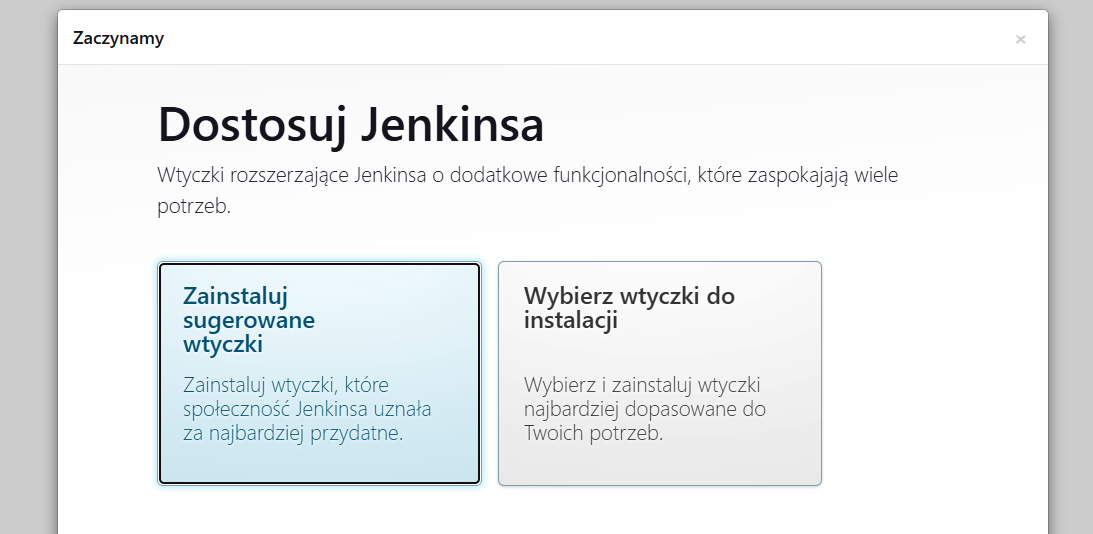 Zaczynamy
×
Dostosuj Jenkinsa
Wtyczki rozszerzające Jenkinsa o dodatkowe funkcjonalności, które zaspokajają wiele
potrzeb.
Zainstaluj
sugerowane
wtyczki
Zainstaluj wtyczki, które
społeczność Jenkinsa uznała
za najbardziej przydatne.
Wybierz wtyczki do
instalacji
Wybierz i zainstaluj wtyczki
najbardziej dopasowane do
Twoich potrzeb.